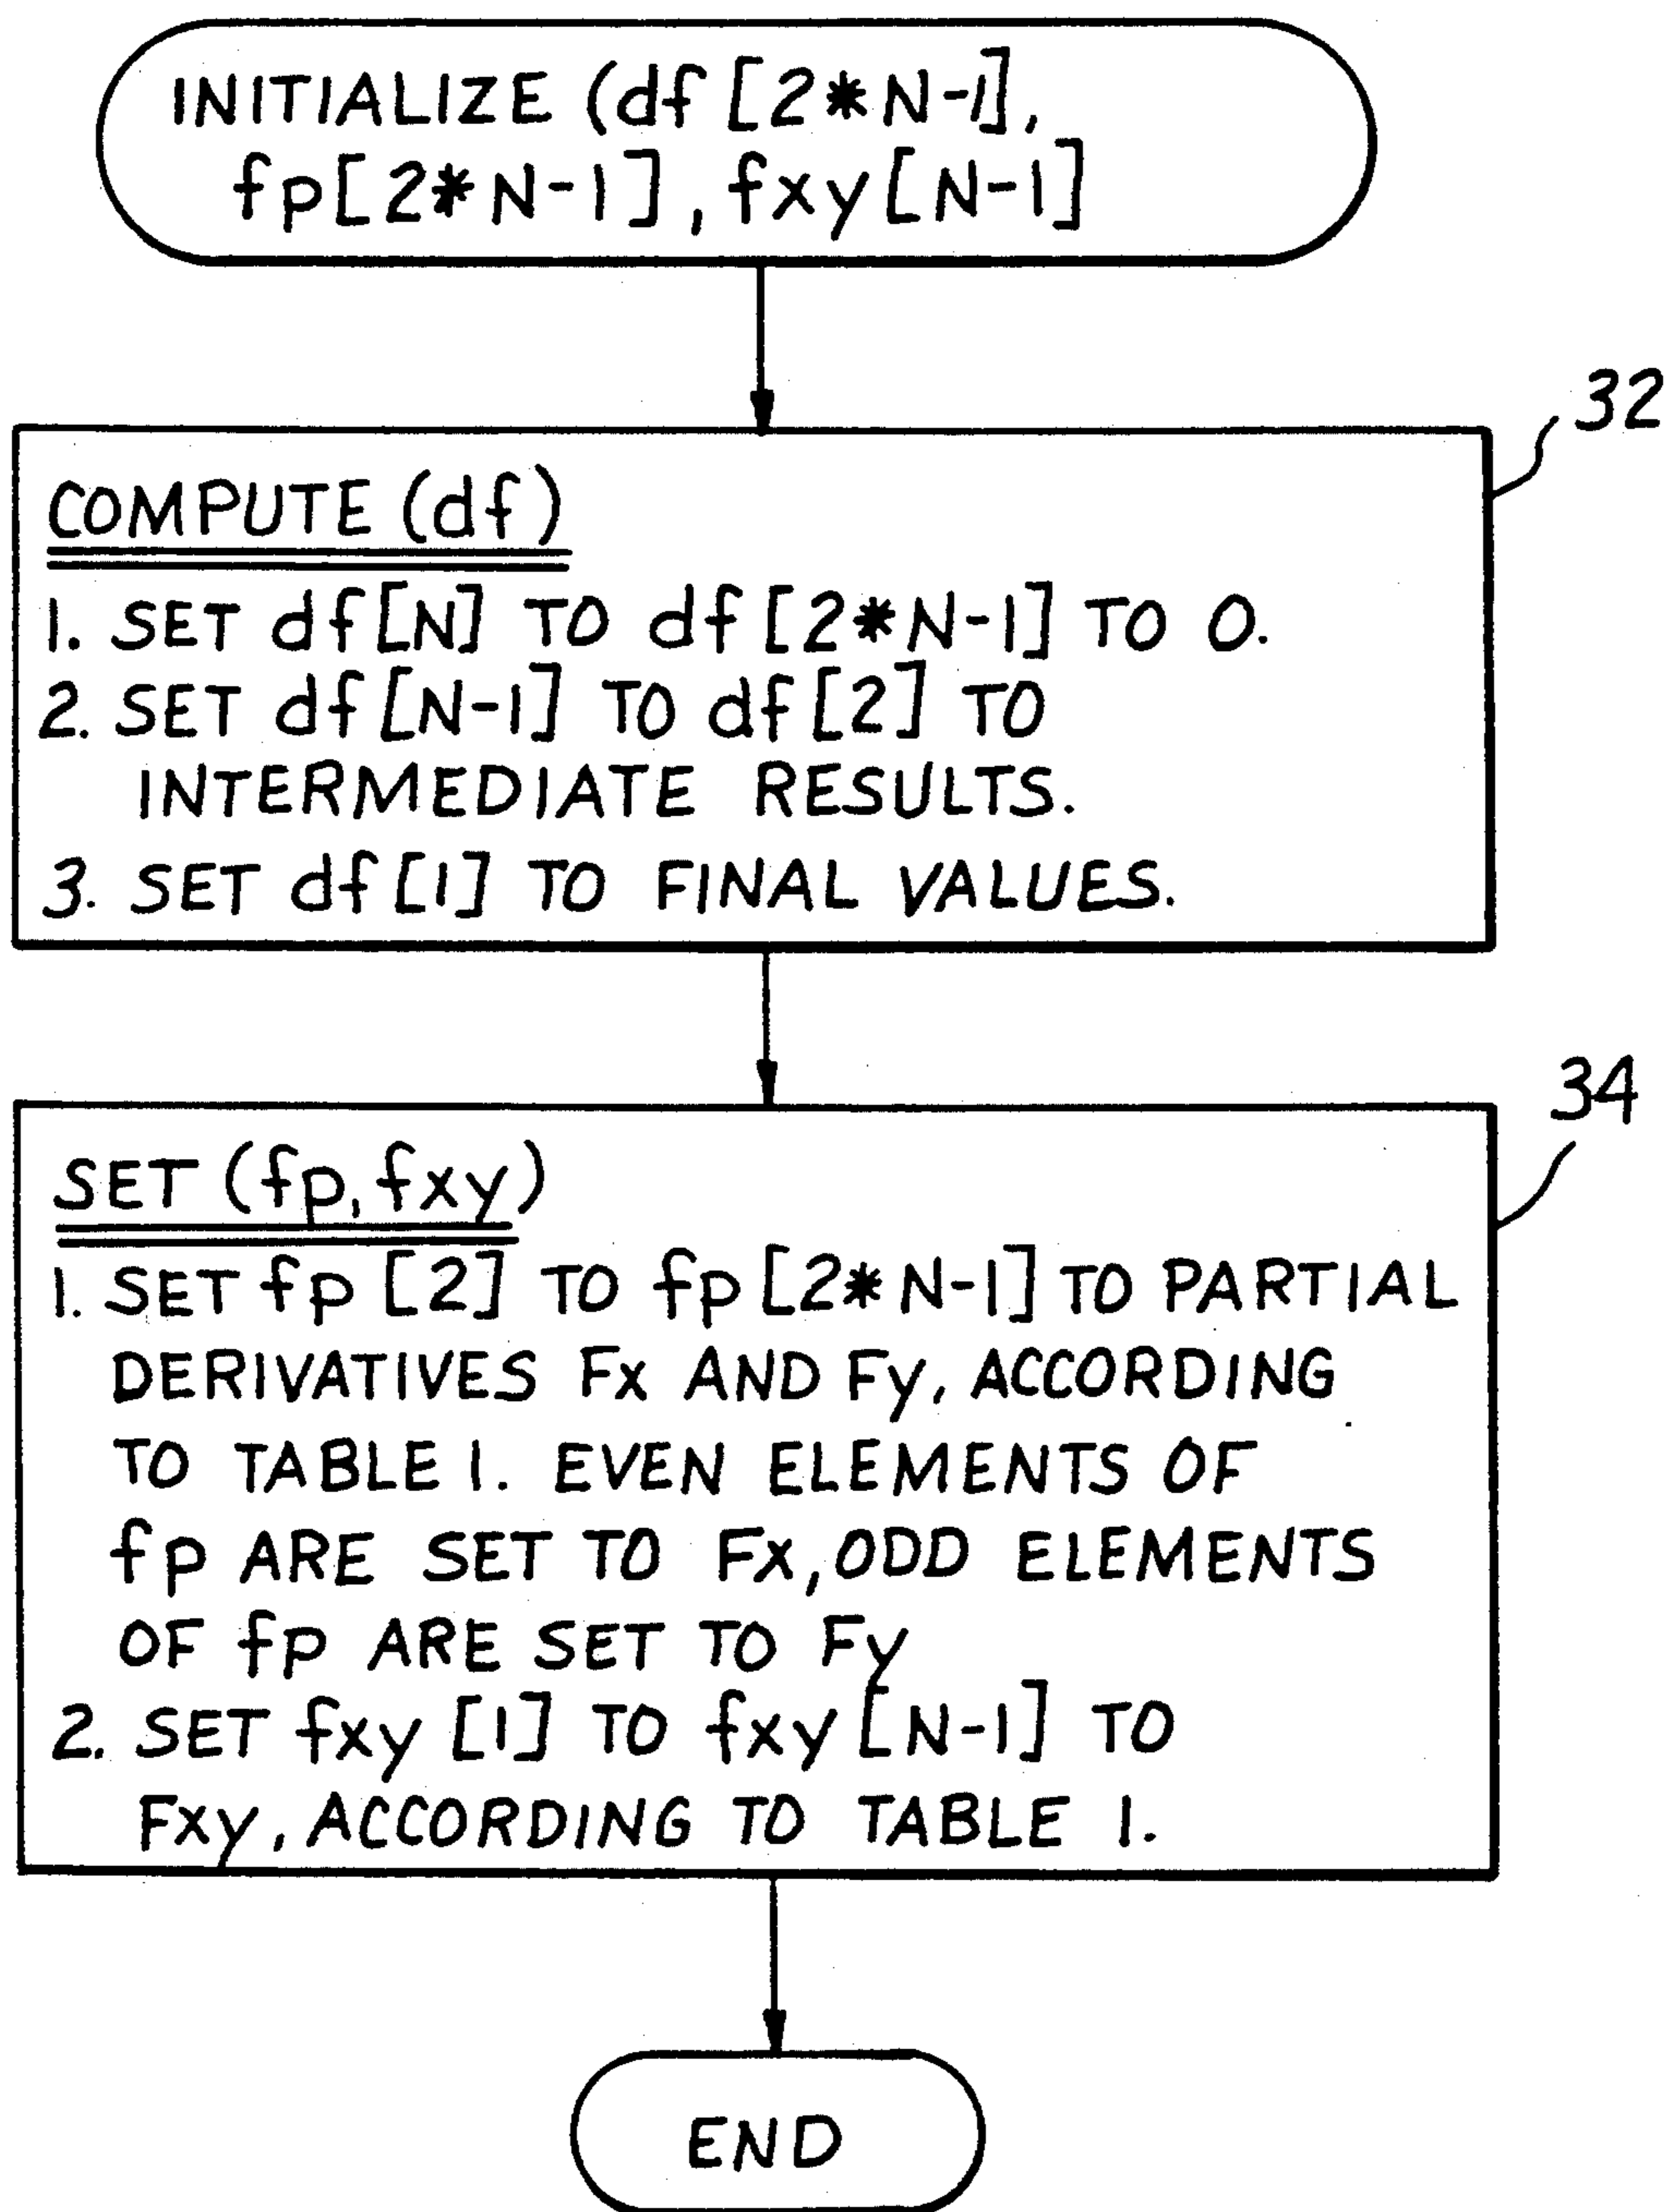 INITIALIZE (df [2*N-1],
fp[2*N-1], fxy [N-1]
32
COMPUTE (df)
1. SET df[N] TO df [2*N-1] TO 0.
2. SET df[N-1] TO df [2] TO
INTERMEDIATE RESULTS.
3. SET df[1] TO FINAL VALUES.
34
SET (fp, fxy)
1. SET fp [2] TO fp [2*N-1] TO PARTIAL
DERIVATIVES Fx AND Fy, ACCORDING
TO TABLE 1. EVEN ELEMENTS OF
fp ARE SET TO Fx, ODD ELEMENTS
OF fp ARE SET TO Fy
2. SET fxy [1] TO fxy [N-1] TO
Fxy, ACCORDING TO TABLE 1.
END